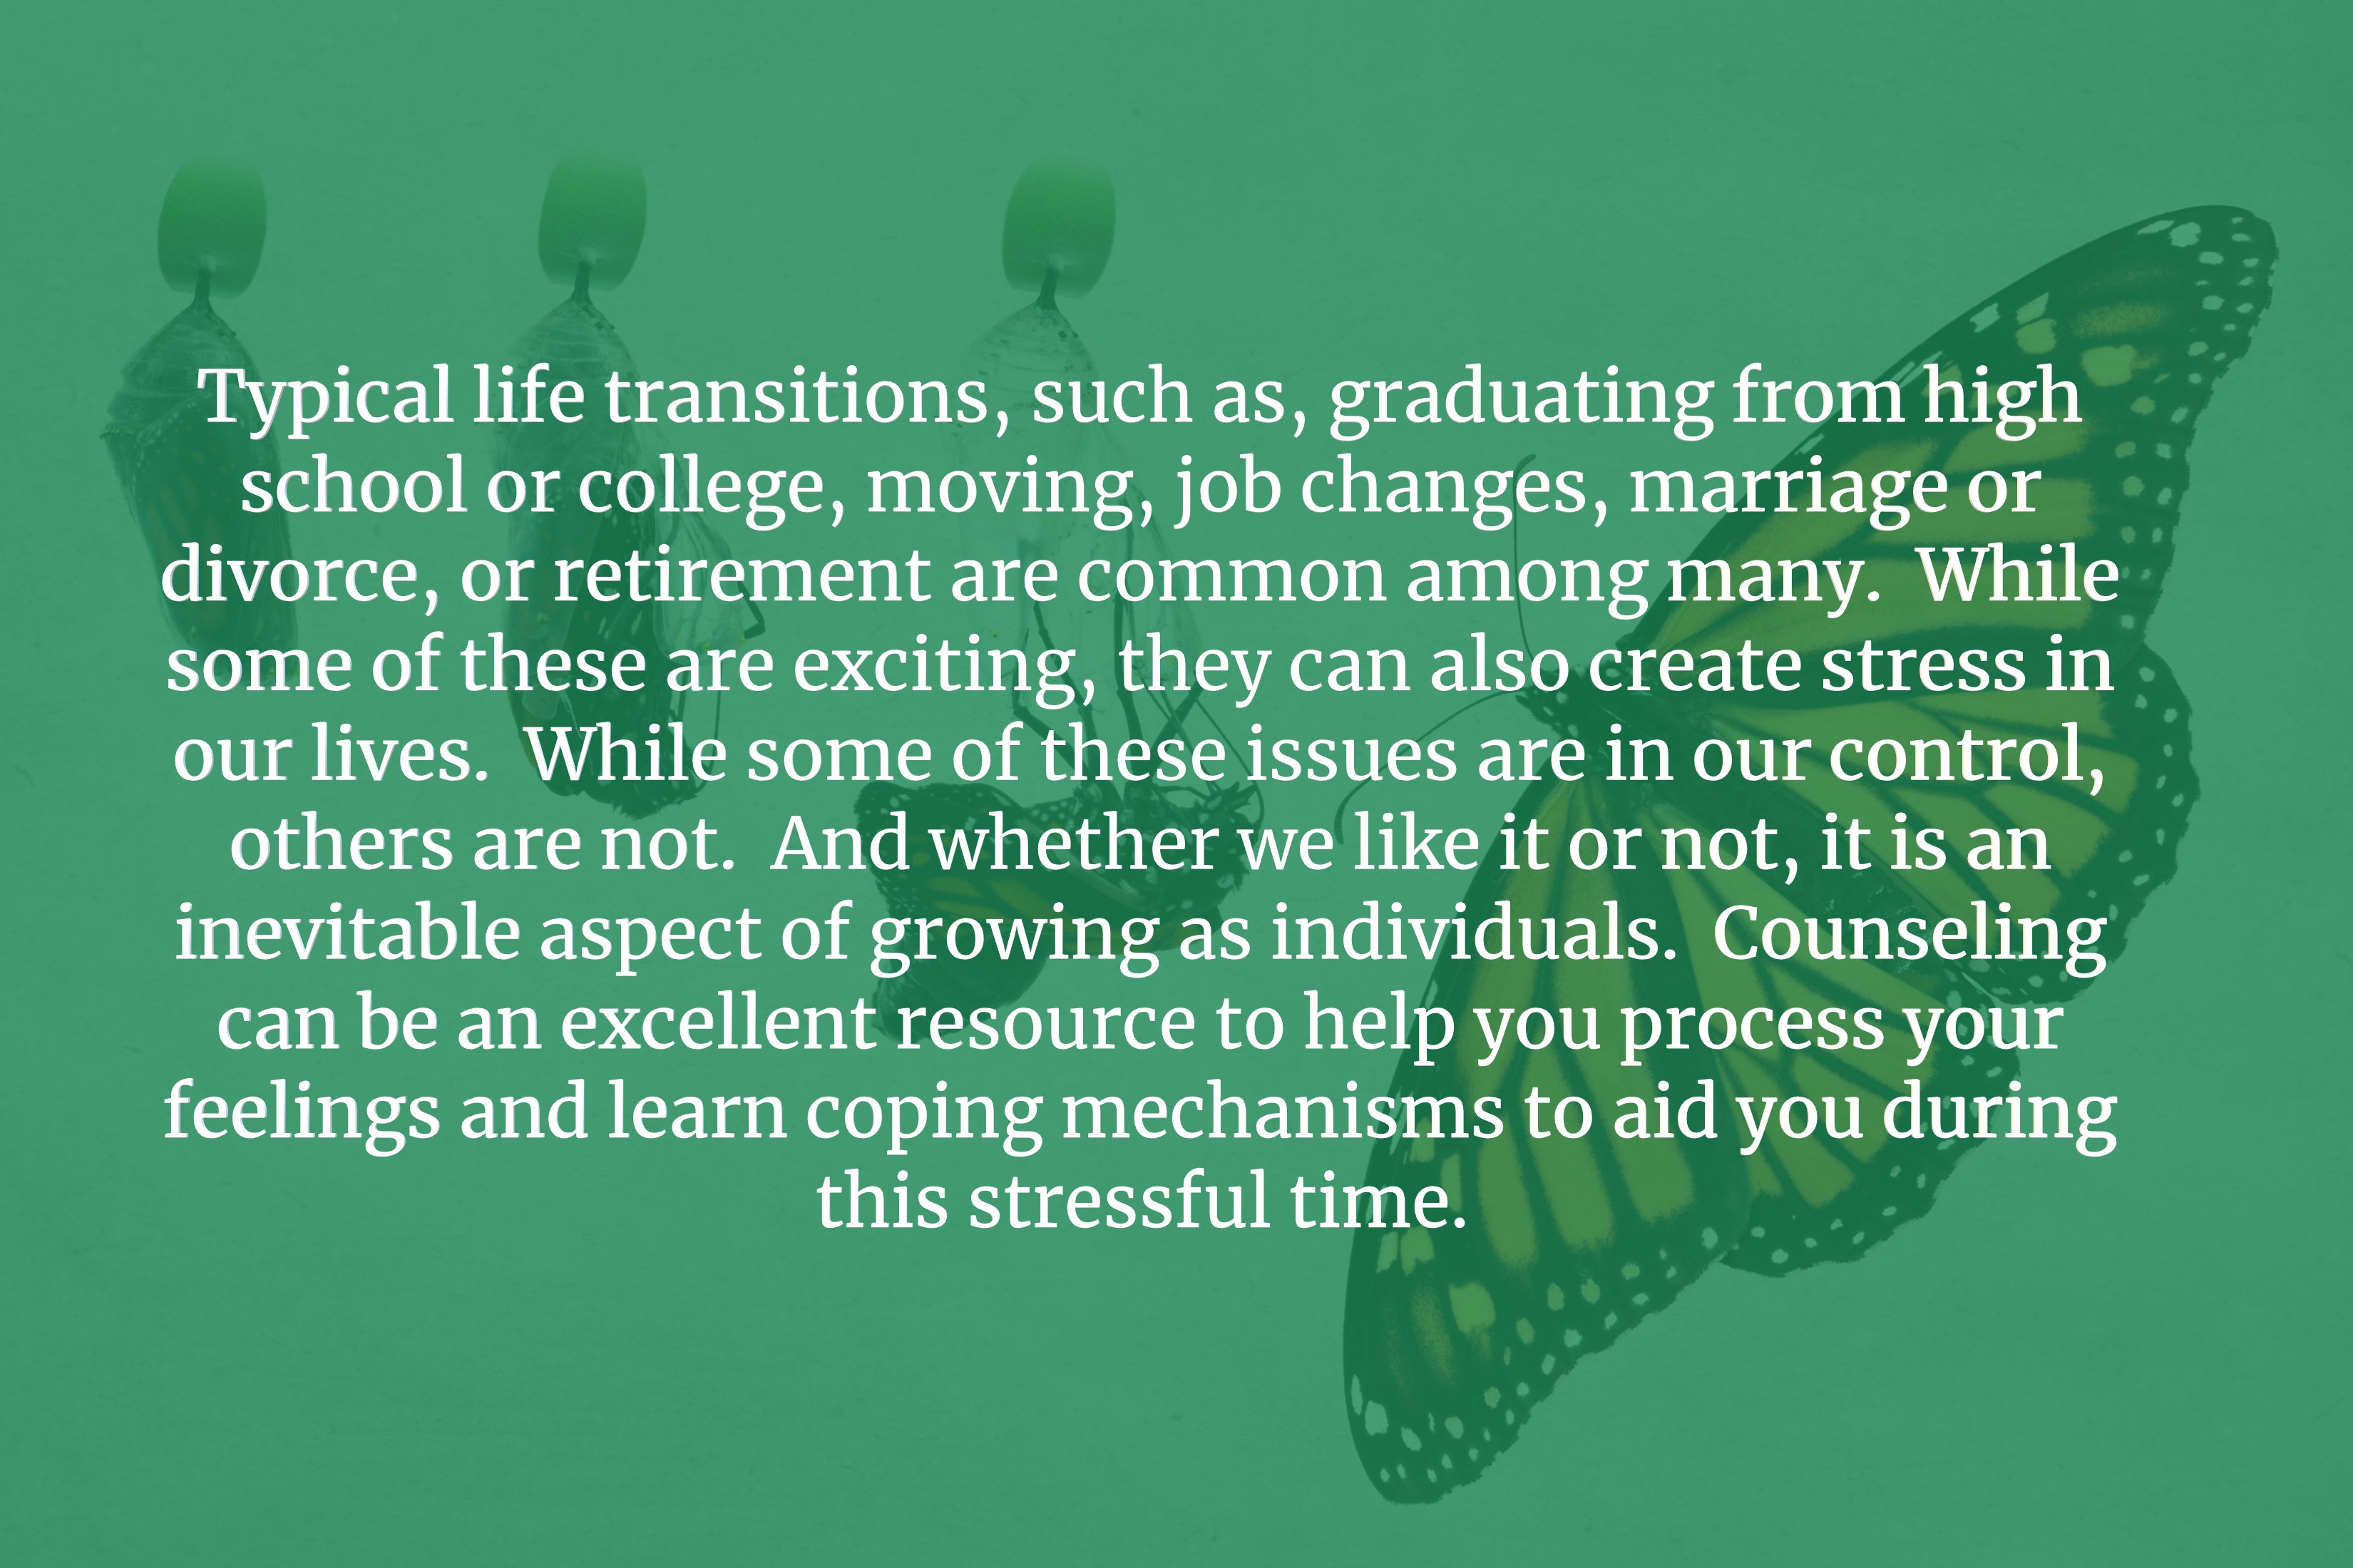 Typical life transitions, such as, graduating from high
school or college, moving, job changes, marriage or
divorce, or retirement are common among many.  While
some of these are exciting, they can also create stress in
our lives.  While some of these issues are in our control,
others are not.  And whether we like it or not, it is an
inevitable aspect of growing as individuals.  Counseling
can be an excellent resource to help you process your
feelings and learn coping mechanisms to aid you during
this stressful time.